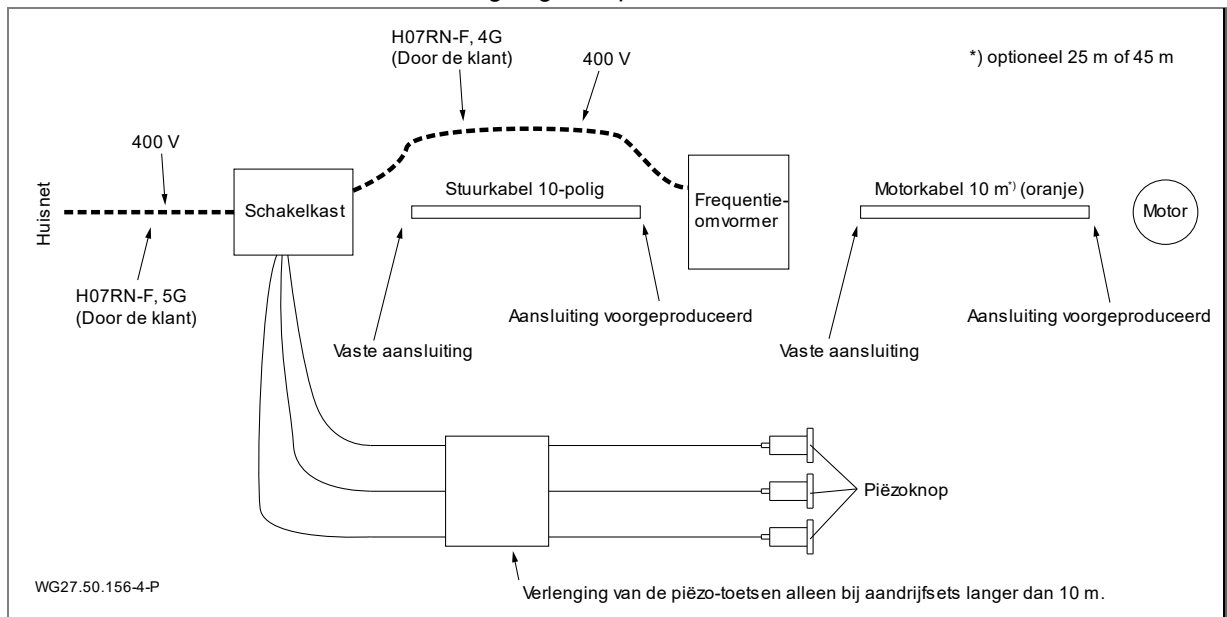 H07RN-F, 4G
(Door de klant)
400 V
*) optioneel 25 m of 45 m
400 V
Huisnet
Schakelkast
Stuurkabel 10-polig
Frequentie-
omvormer
Motorkabel 10 m*) (oranje)
Motor
H07RN-F, 5G
(Door de klant)
Vaste aansluiting
Aansluiting voorgeproduceerd
Vaste aansluiting
Aansluiting voorgeproduceerd
Piëzoknop
WG27.50.156-4-P
Verlenging van de piëzo-toetsen alleen bij aandrijfsets langer dan 10 m.